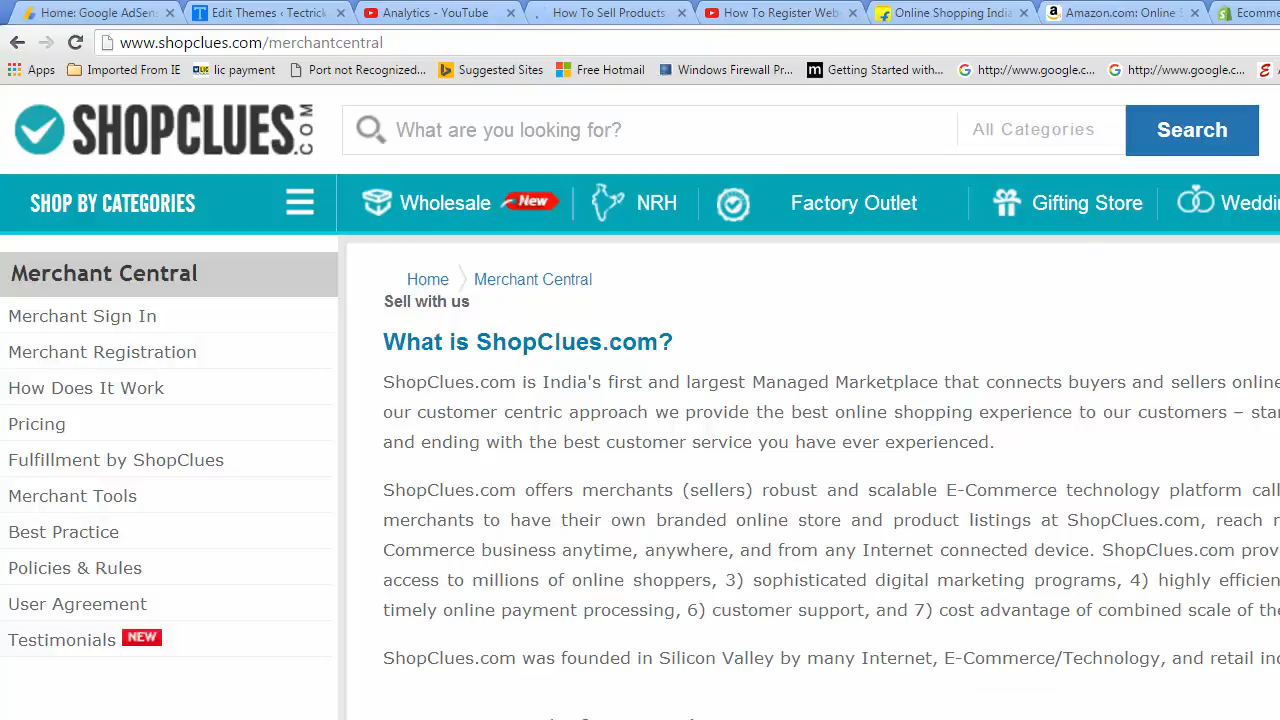 Home: Google AdSen
Edit Themes ‹ Tectrick
Analytics - YouTube
How To Sell Products
How To Register Web
Online Shopping India
Amazon.com: Online S
Ecomm
www.shopclues.com/merchantcentral
Apps
Imported From IE
LIC lic payment
Port not Recognized...
Suggested Sites
Free Hotmail
Windows Firewall Pr...
m Getting Started with...
http://www.google.c...
http://www.google.c...
SHOPCLUES.COM
What are you looking for?
All Categories
Search
SHOP BY CATEGORIES
Wholesale New
NRH
Factory Outlet
Gifting Store
Weddi
Merchant Central
Merchant Sign In
Merchant Registration
How Does It Work
Pricing
Fulfillment by ShopClues
Merchant Tools
Best Practice
Policies & Rules
User Agreement
Testimonials NEW
Home
Merchant Central
Sell with us
What is ShopClues.com?
ShopClues.com is India's first and largest Managed Marketplace that connects buyers and sellers online
our customer centric approach we provide the best online shopping experience to our customers – star
and ending with the best customer service you have ever experienced.
ShopClues.com offers merchants (sellers) robust and scalable E-Commerce technology platform call
merchants to have their own branded online store and product listings at ShopClues.com, reach
Commerce business anytime, anywhere, and from any Internet connected device. ShopClues.com prov
access to millions of online shoppers, 3) sophisticated digital marketing programs, 4) highly efficien
timely online payment processing, 6) customer support, and 7) cost advantage of combined scale of the
ShopClues.com was founded in Silicon Valley by many Internet, E-Commerce/Technology, and retail ind